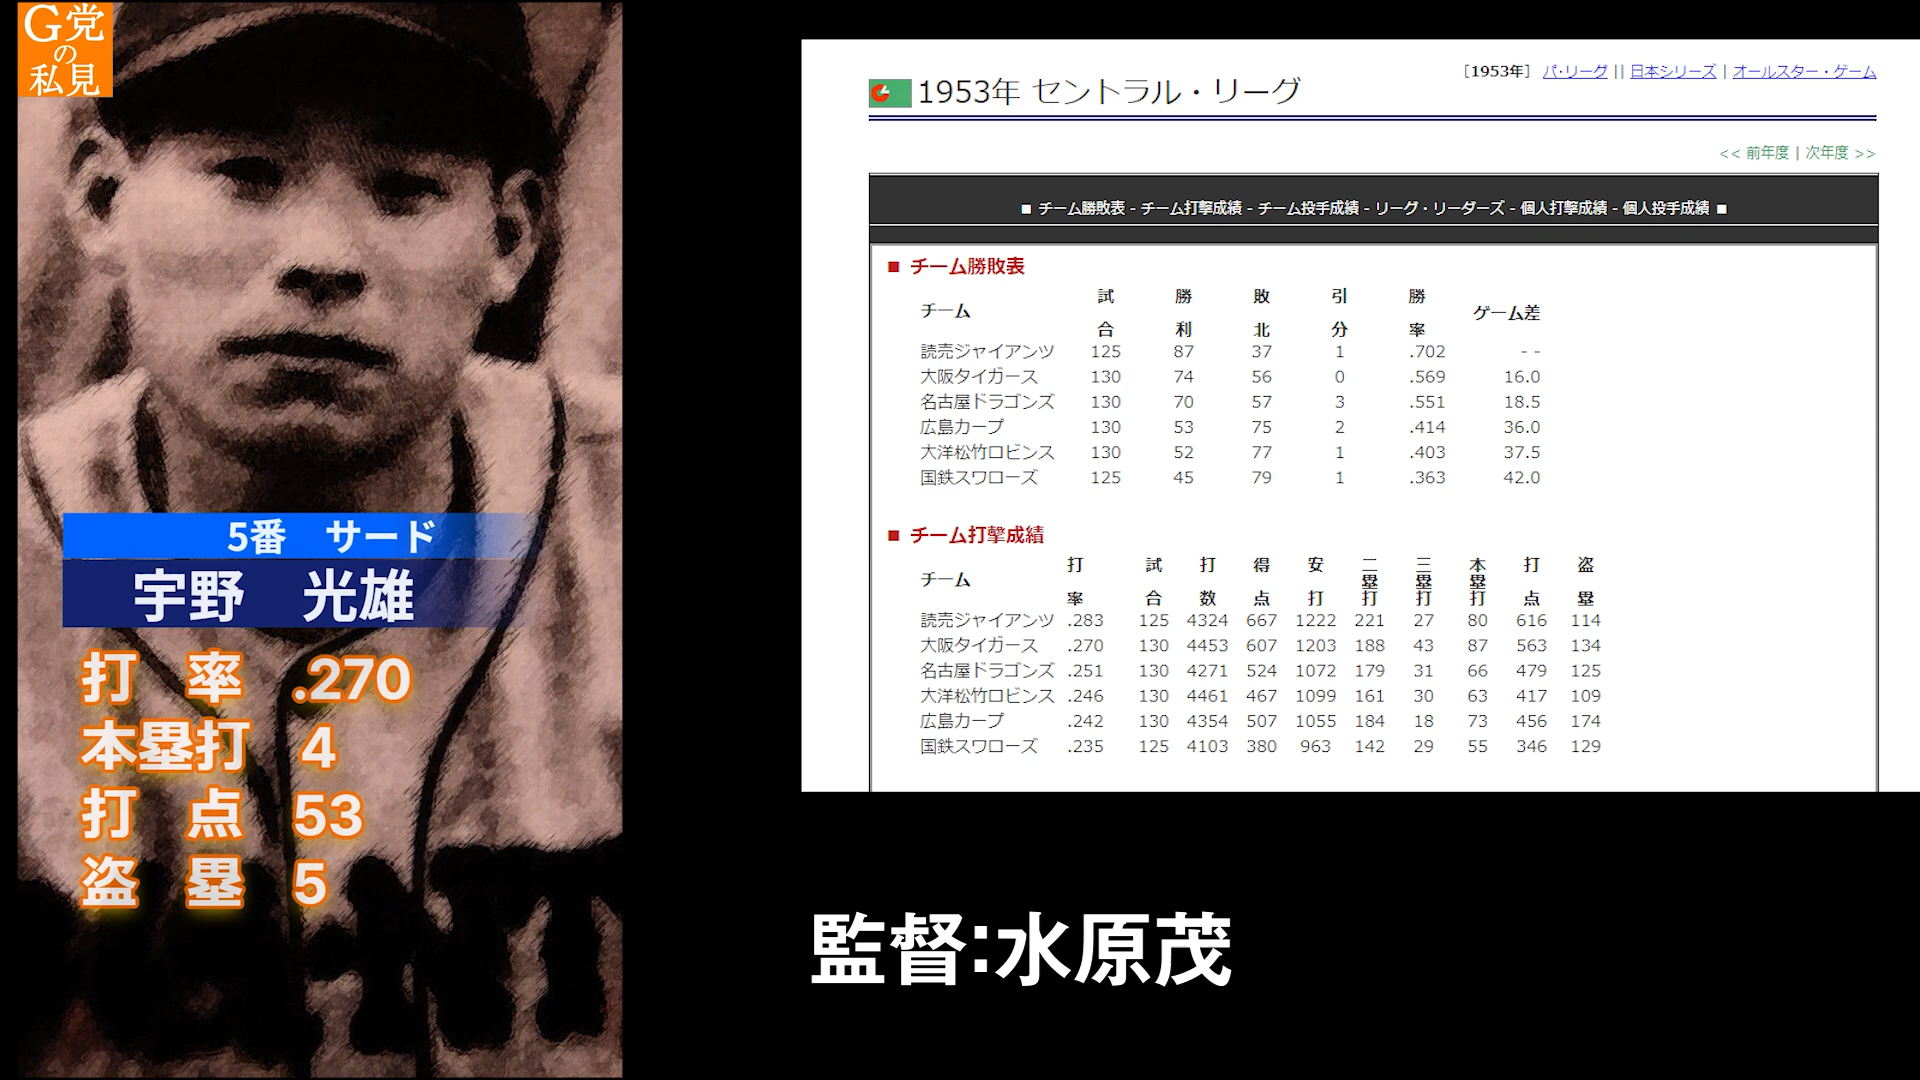 G党
の
私見
5番 サード
宇野 光雄
打 率 .270
本塁打 4
打 点 53
盗 塁 5
1953年 セントラル・リーグ
［1953年］ パ・リーグ || 日本シリーズ | オールスター・ゲーム
<< 前年度 | 次年度 >>
■ チーム勝敗表 - チーム打撃成績 - チーム投手成績 - リーグ・リーダーズ - 個人打撃成績 - 個人投手成績 ■
■ チーム勝敗表
チーム 試合 勝利 敗北 引分 勝率 ゲーム差
読売ジャイアンツ 125 87 37 1 .702 - -
大阪タイガース 130 74 56 0 .569 16.0
名古屋ドラゴンズ 130 70 57 3 .551 18.5
広島カープ 130 53 75 2 .414 36.0
大洋松竹ロビンス 130 52 77 1 .403 37.5
国鉄スワローズ 125 45 79 1 .363 42.0
■ チーム打撃成績
チーム 打率 試合 打数 得点 安打 二塁打 三塁打 本塁打 打点 盗塁
読売ジャイアンツ .283 125 4324 667 1222 221 27 80 616 114
大阪タイガース .270 130 4453 607 1203 188 43 87 563 134
名古屋ドラゴンズ .251 130 4271 524 1072 179 31 66 479 125
大洋松竹ロビンス .246 130 4461 467 1099 161 30 63 417 109
広島カープ .242 130 4354 507 1055 184 18 73 456 174
国鉄スワローズ .235 125 4103 380 963 142 29 55 346 129
監督:水原茂